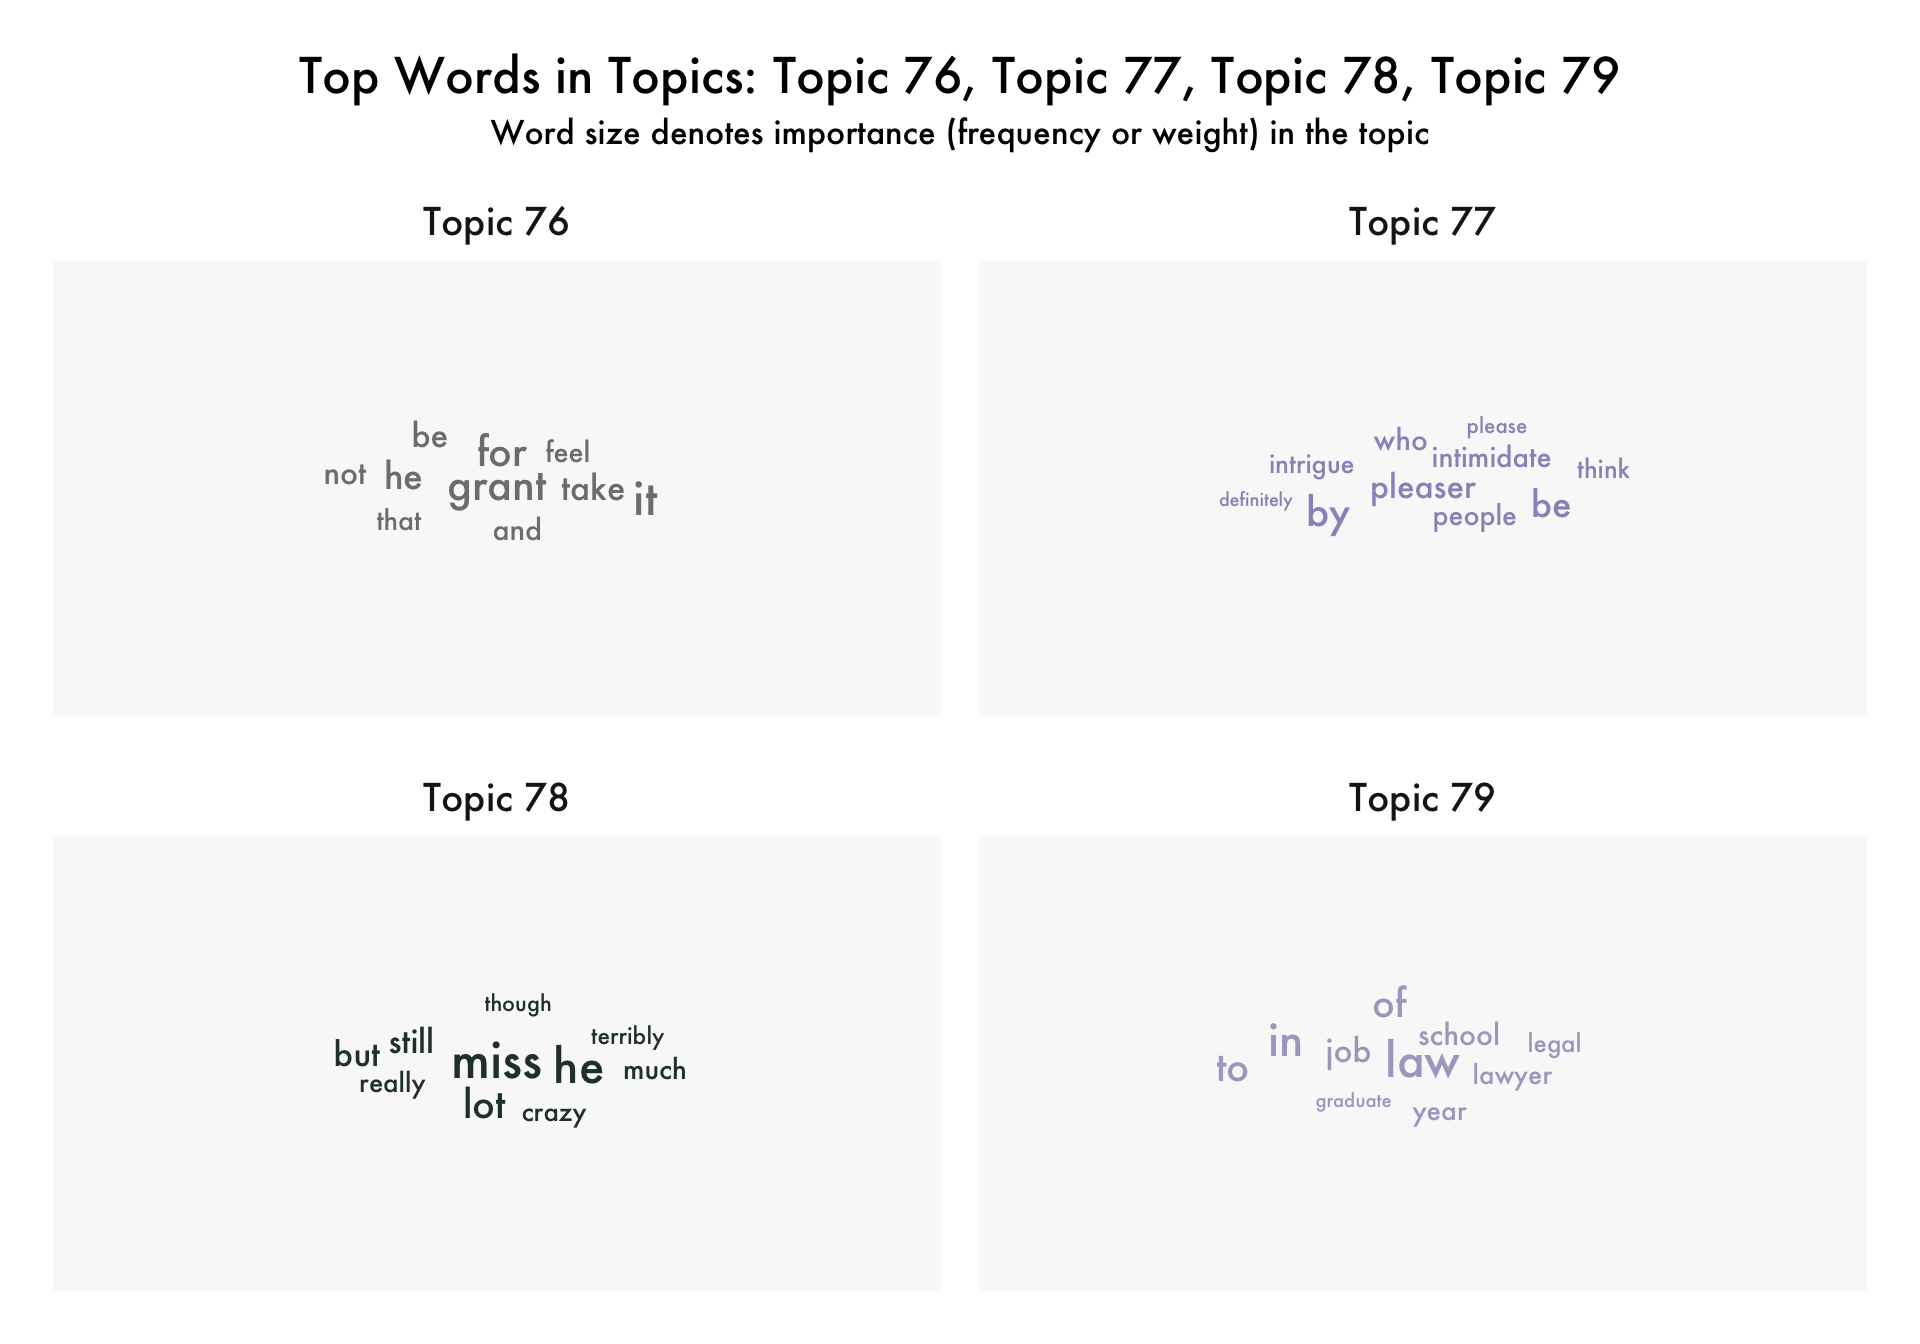 Top Words in Topics: Topic 76, Topic 77, Topic 78, Topic 79
Word size denotes importance (frequency or weight) in the topic
Topic 76
be
for feel
not he grant take it
that and
Topic 77
please
who intimidate
intrigue think
definitely by pleaser people be
Topic 78
though
but still terribly
really miss he much
lot crazy
Topic 79
of
in school legal
to job law lawyer
graduate year